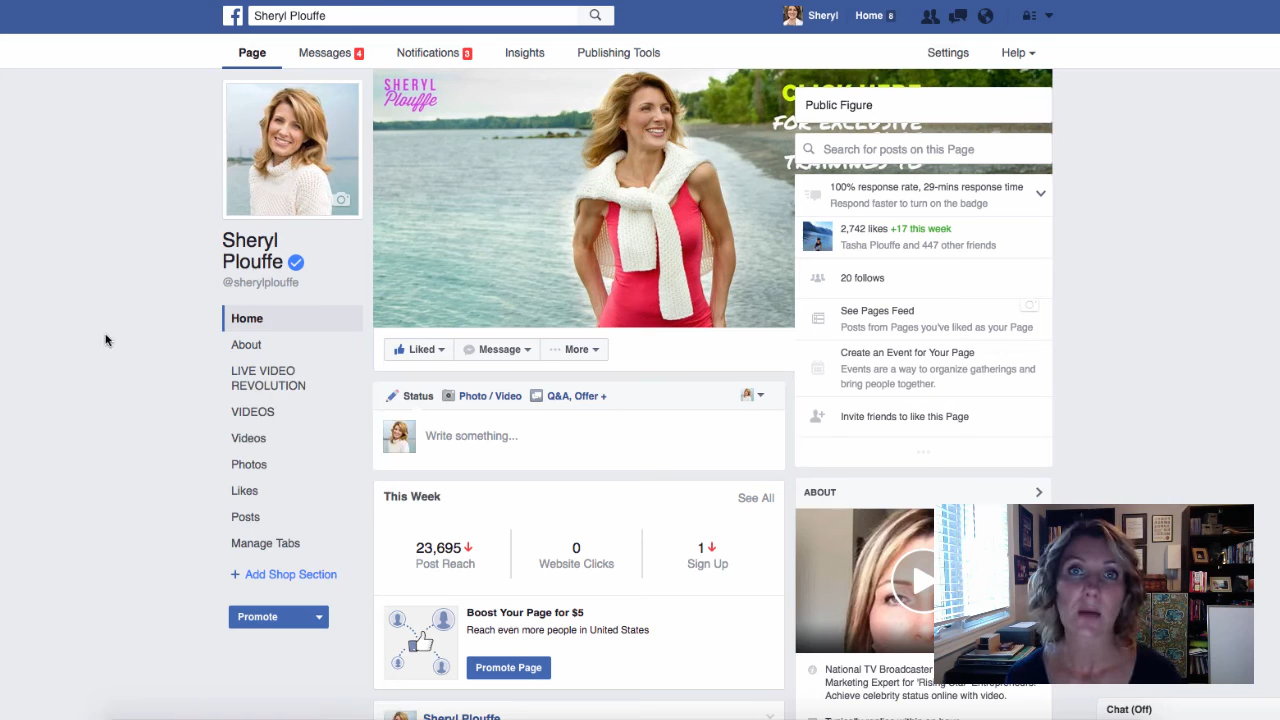 Sheryl Plouffe
Sheryl
Home 8
Page
Messages 4
Notifications 3
Insights
Publishing Tools
Settings
Help
SHERYL
Plouffe
CLICK HERE
FOR EXCLUSIVE
Public Figure
Search for posts on this Page
100% response rate, 29-mins response time
Respond faster to turn on the badge
2,742 likes +17 this week
Tasha Plouffe and 447 other friends
20 follows
See Pages Feed
Posts from Pages you've liked as your Page
Create an Event for Your Page
Events are a way to organize gatherings and
bring people together.
Invite friends to like this Page
ABOUT
National TV Broadcaster
Marketing Expert for 'Rising Star' Entrepreneurs.
Achieve celebrity status online with video.
Sheryl
Plouffe
@sherylplouffe
Home
About
LIVE VIDEO
REVOLUTION
VIDEOS
Videos
Photos
Likes
Posts
Manage Tabs
+ Add Shop Section
Promote
Liked
Message
More
Status
Photo / Video
Q&A, Offer +
Write something...
This Week
See All
23,695
Post Reach
0
Website Clicks
1
Sign Up
Boost Your Page for $5
Reach even more people in United States
Promote Page
Sheryl Plouffe
Chat (Off)